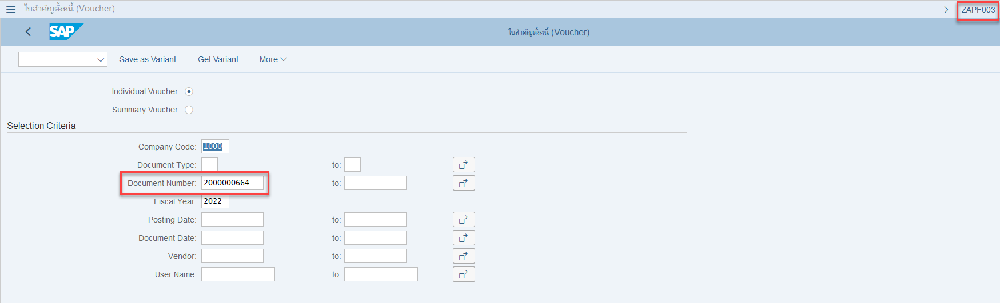 ใบสำคัญตั้งหนี้ (Voucher)
ZAPF003
SAP
ใบสำคัญตั้งหนี้ (Voucher)
Save as Variant... Get Variant... More
Individual Voucher:
Summary Voucher:
Selection Criteria
Company Code: 1000
Document Type: to:
Document Number: 2000000664 to:
Fiscal Year: 2022
Posting Date: to:
Document Date: to:
Vendor: to:
User Name: to: